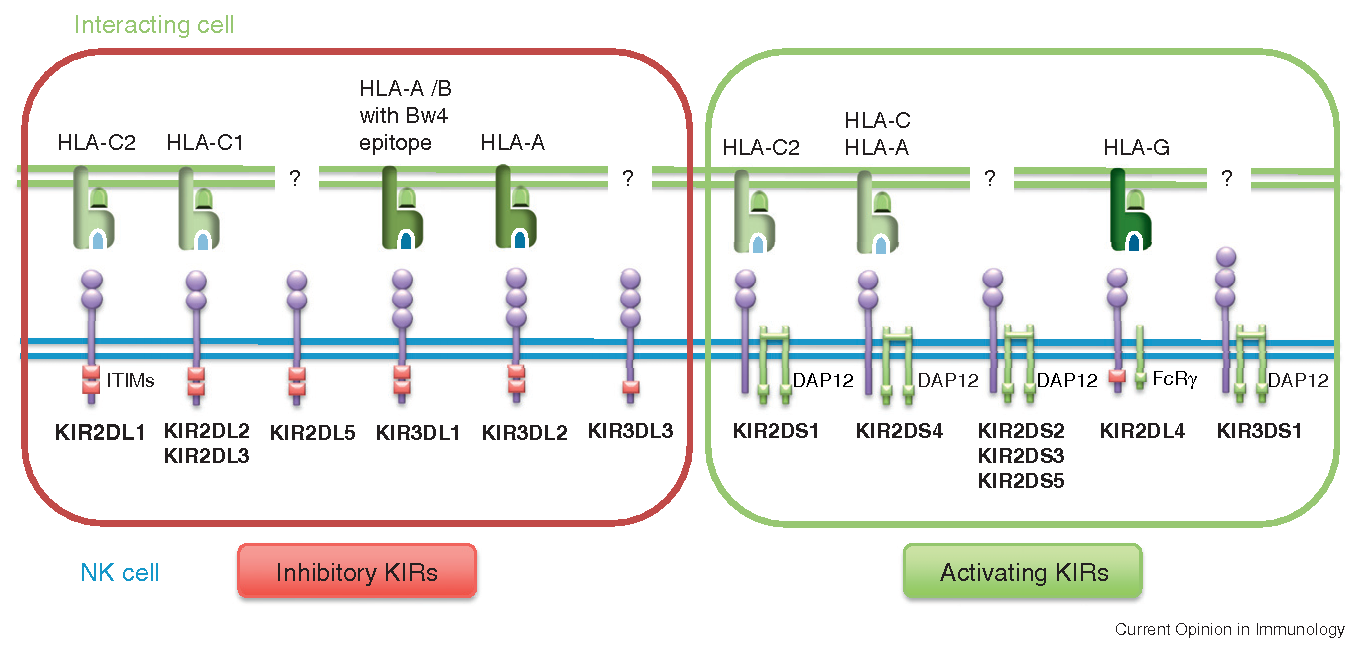 Interacting cell
HLA-C2
HLA-C1
?
HLA-A /B
with Bw4
epitope
HLA-A
?
HLA-C2
HLA-C
HLA-A
?
HLA-G
?
ITIMs
DAP12
DAP12
DAP12
FcRγ
DAP12
KIR2DL1
KIR2DL2
KIR2DL3
KIR2DL5
KIR3DL1
KIR3DL2
KIR3DL3
KIR2DS1
KIR2DS4
KIR2DS2
KIR2DS3
KIR2DS5
KIR2DL4
KIR3DS1
NK cell
Inhibitory KIRs
Activating KIRs
Current Opinion in Immunology